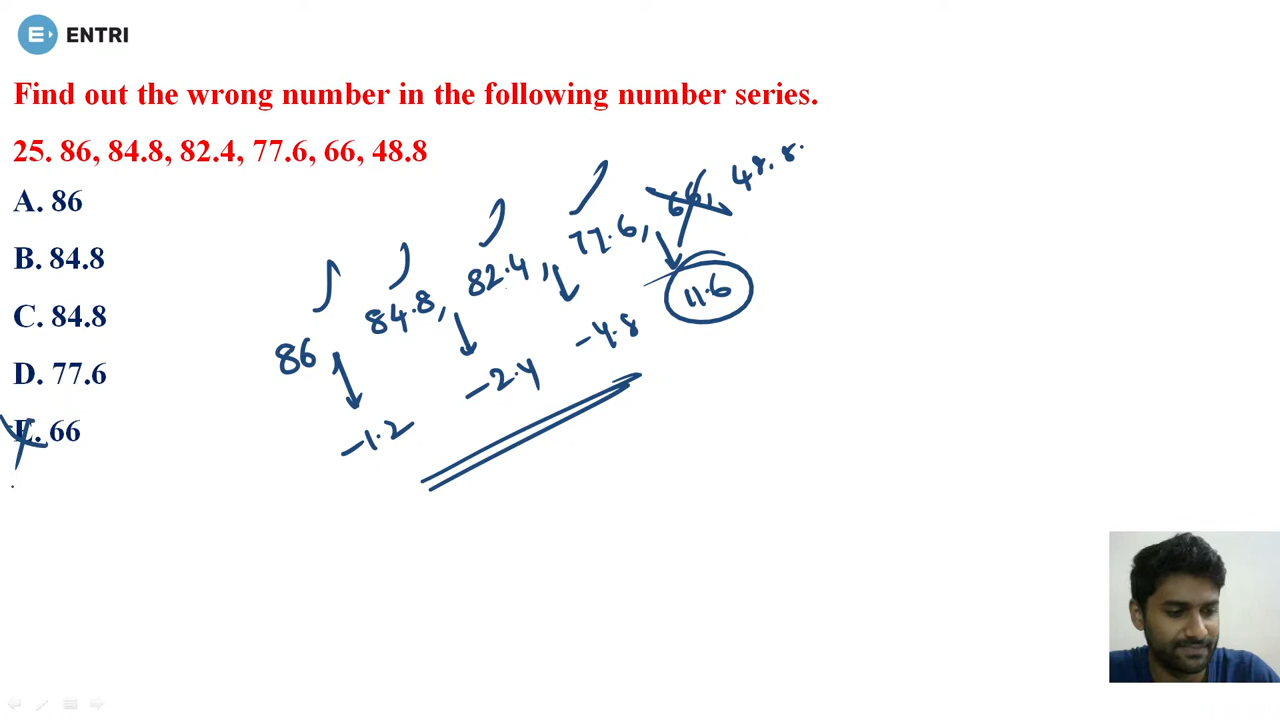 ENTRI
Find out the wrong number in the following number series.
25. 86, 84.8, 82.4, 77.6, 66, 48.8
A. 86
B. 84.8
C. 84.8
D. 77.6
E. 66
86, 84.8, 82.4, 77.6, 66, 48.8.
-1.2 -2.4 -4.8 11.6